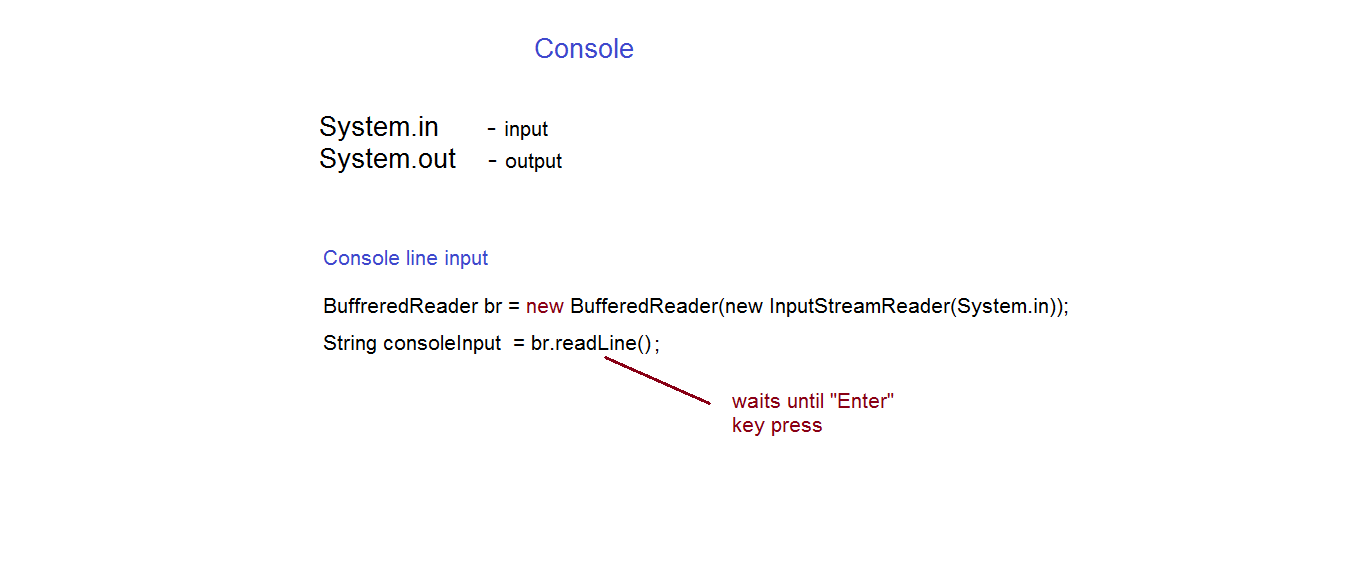 Console
System.in - input
System.out - output
Console line input
BuffreredReader br = new BufferedReader(new InputStreamReader(System.in));
String consoleInput = br.readLine();
waits until "Enter"
key press